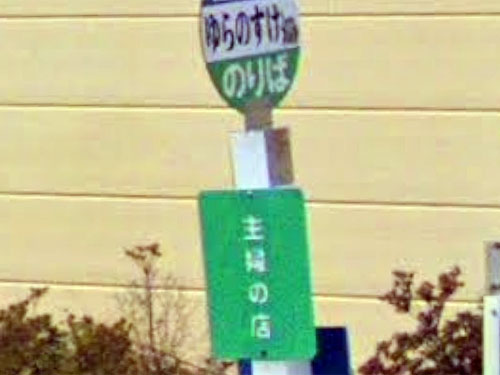 ゆらのすけ
のりば
主婦の店